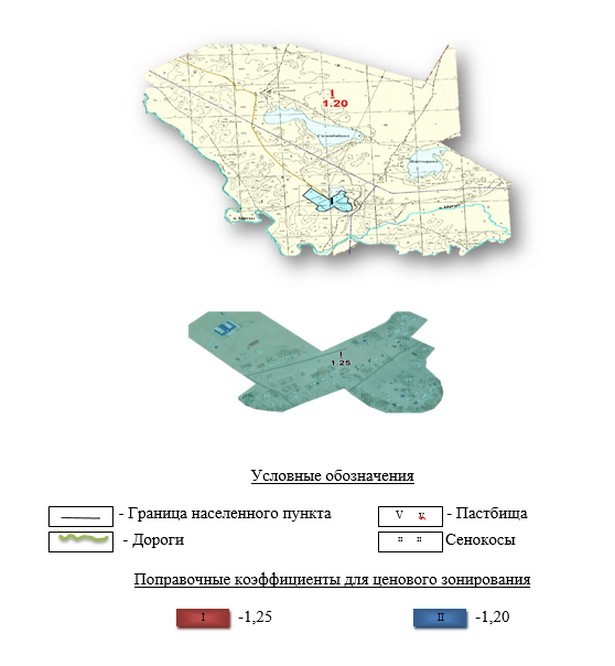 I
1.20
I
1.25
Условные обозначения
- Граница населенного пункта
V v - Пастбища
- Дороги
Сенокосы
Поправочные коэффициенты для ценового зонирования
I -1,25
II -1,20